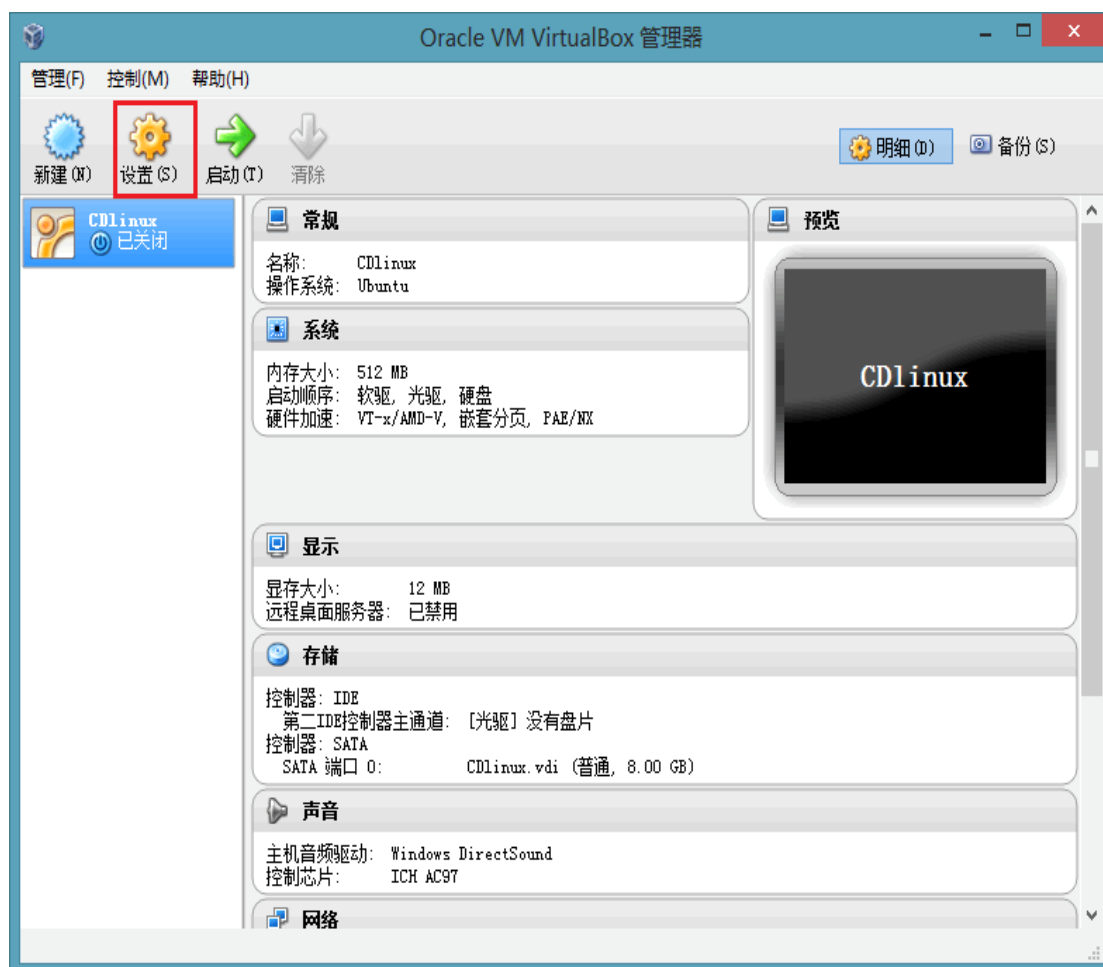 Oracle VM VirtualBox 管理器
管理(F) 控制(M) 帮助(H)
新建(N) 设置(S) 启动(T) 清除 明细(D) 备份(S)
CDlinux
已关闭
常规
名称: CDlinux
操作系统: Ubuntu
预览
CDlinux
系统
内存大小: 512 MB
启动顺序: 软驱, 光驱, 硬盘
硬件加速: VT-x/AMD-V, 嵌套分页, PAE/NX
显示
显存大小: 12 MB
远程桌面服务器: 已禁用
存储
控制器: IDE
第二IDE控制器主通道: [光驱] 没有盘片
控制器: SATA
SATA 端口 0: CDlinux.vdi (普通, 8.00 GB)
声音
主机音频驱动: Windows DirectSound
控制芯片: ICH AC97
网络